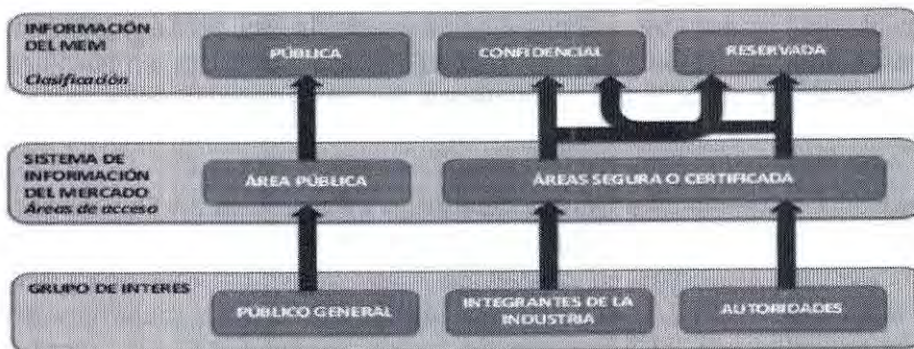 INFORMACIÓN
DEL MEM
Clasificación
PÚBLICA
CONFIDENCIAL
RESERVADA
SISTEMA DE
INFORMACIÓN
DEL MERCADO
Áreas de acceso
ÁREA PÚBLICA
ÁREAS SEGURA O CERTIFICADA
GRUPO DE INTERES
PÚBLICO GENERAL
INTEGRANTES DE LA
INDUSTRIA
AUTORIDADES